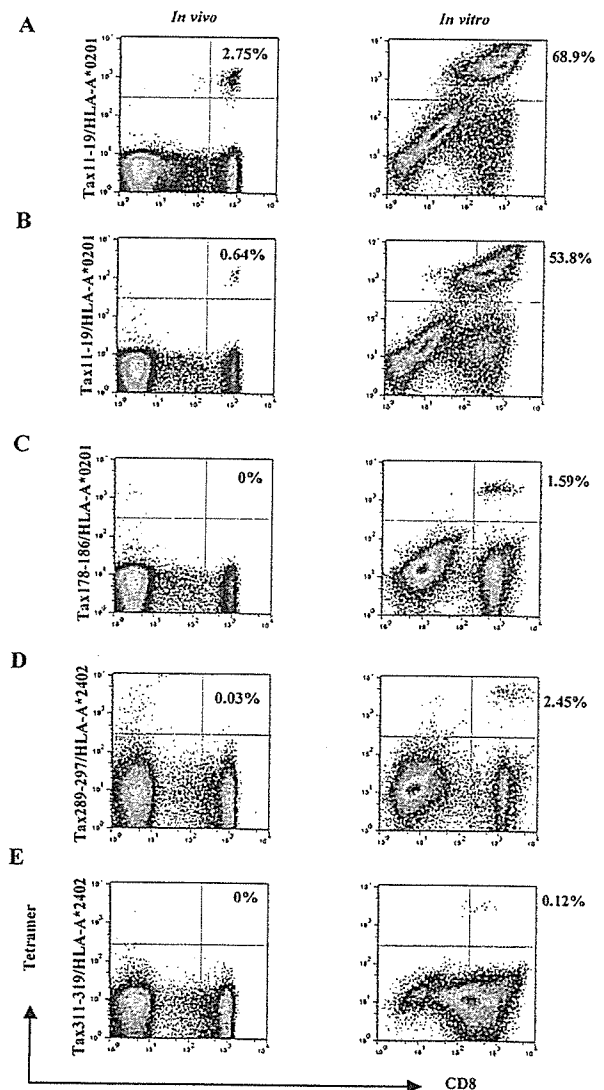 In vivo
In vitro
A
Tax11-19/HLA-A*0201
2.75%
68.9%
B
Tax11-19/HLA-A*0201
0.64%
53.8%
C
Tax178-186/HLA-A*0201
0%
1.59%
D
Tax289-297/HLA-A*2402
0.03%
2.45%
E
Tax311-319/HLA-A*2402
0%
0.12%
Tetramer
CD8